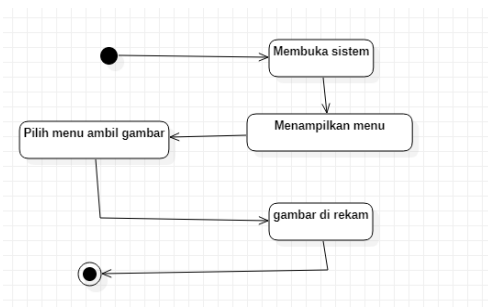 Membuka sistem
Menampilkan menu
Pilih menu ambil gambar
gambar di rekam